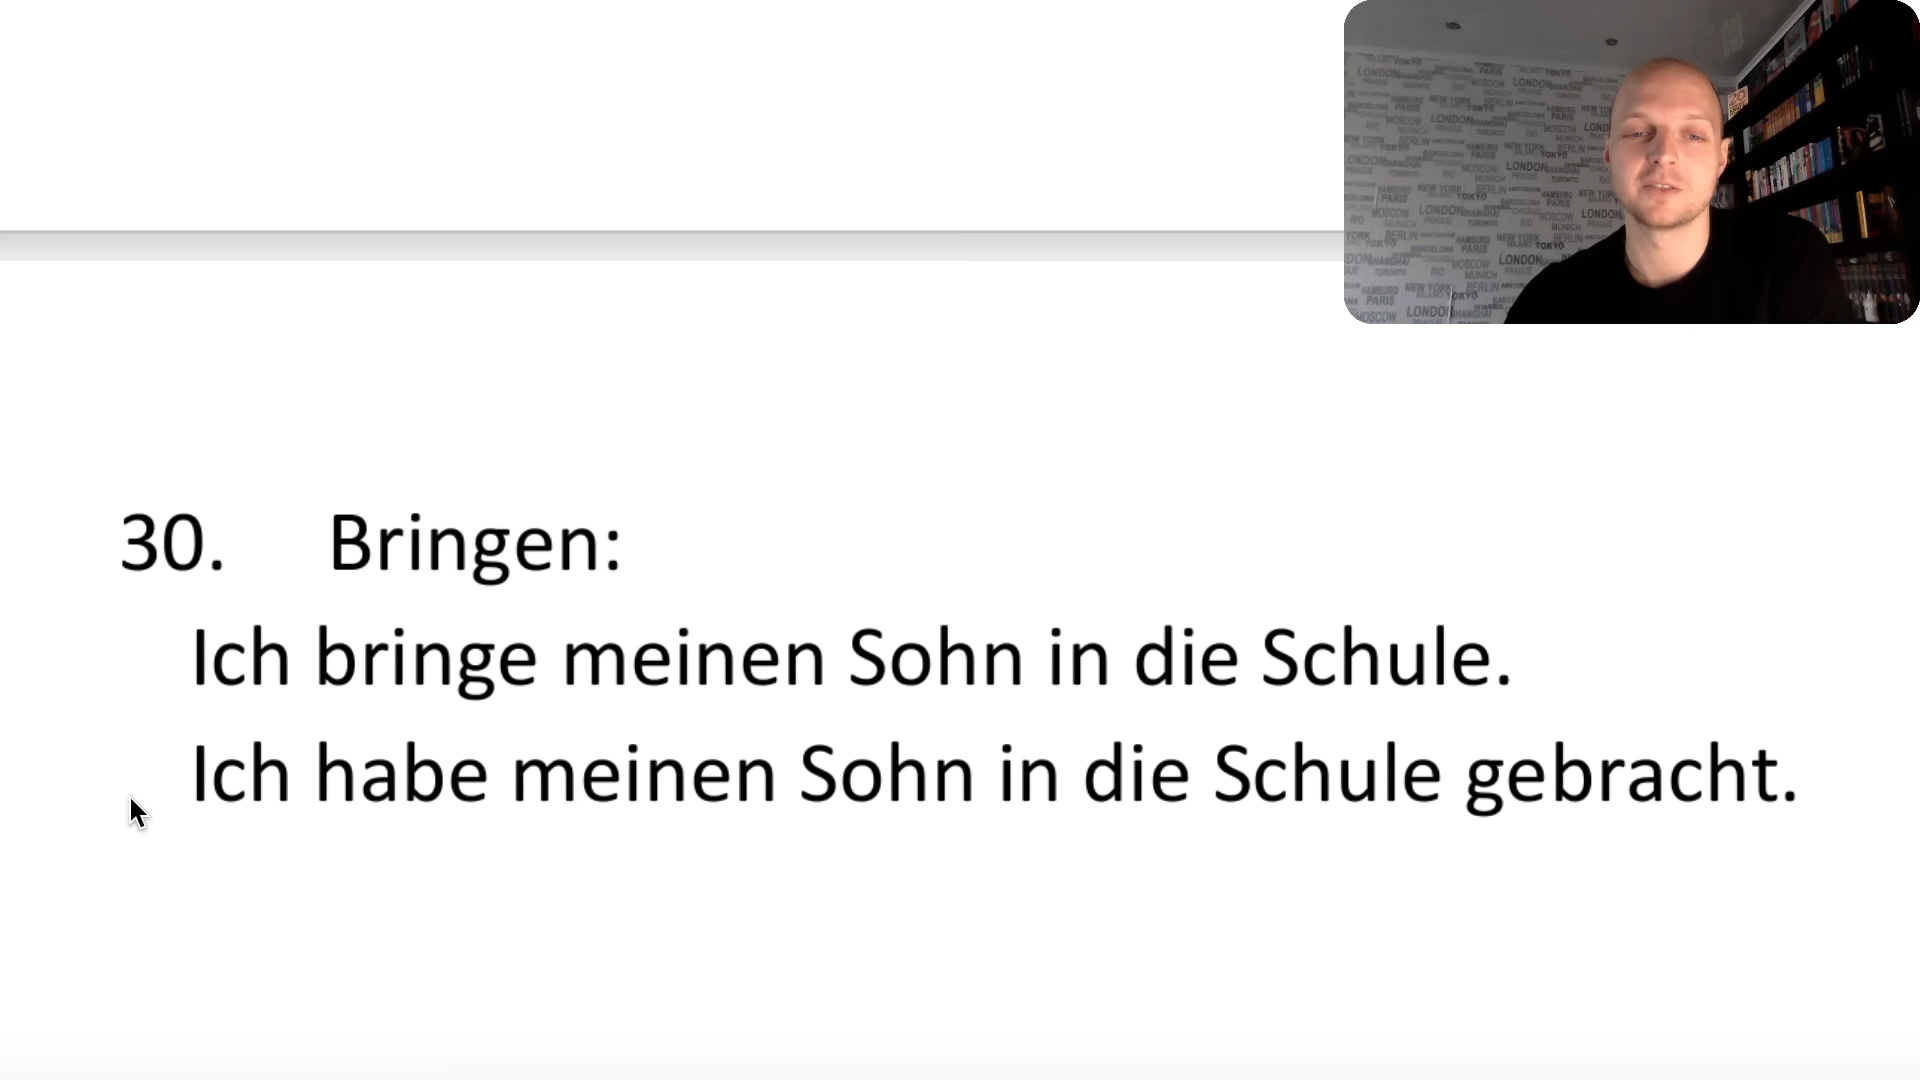 30. Bringen:
Ich bringe meinen Sohn in die Schule.
Ich habe meinen Sohn in die Schule gebracht.